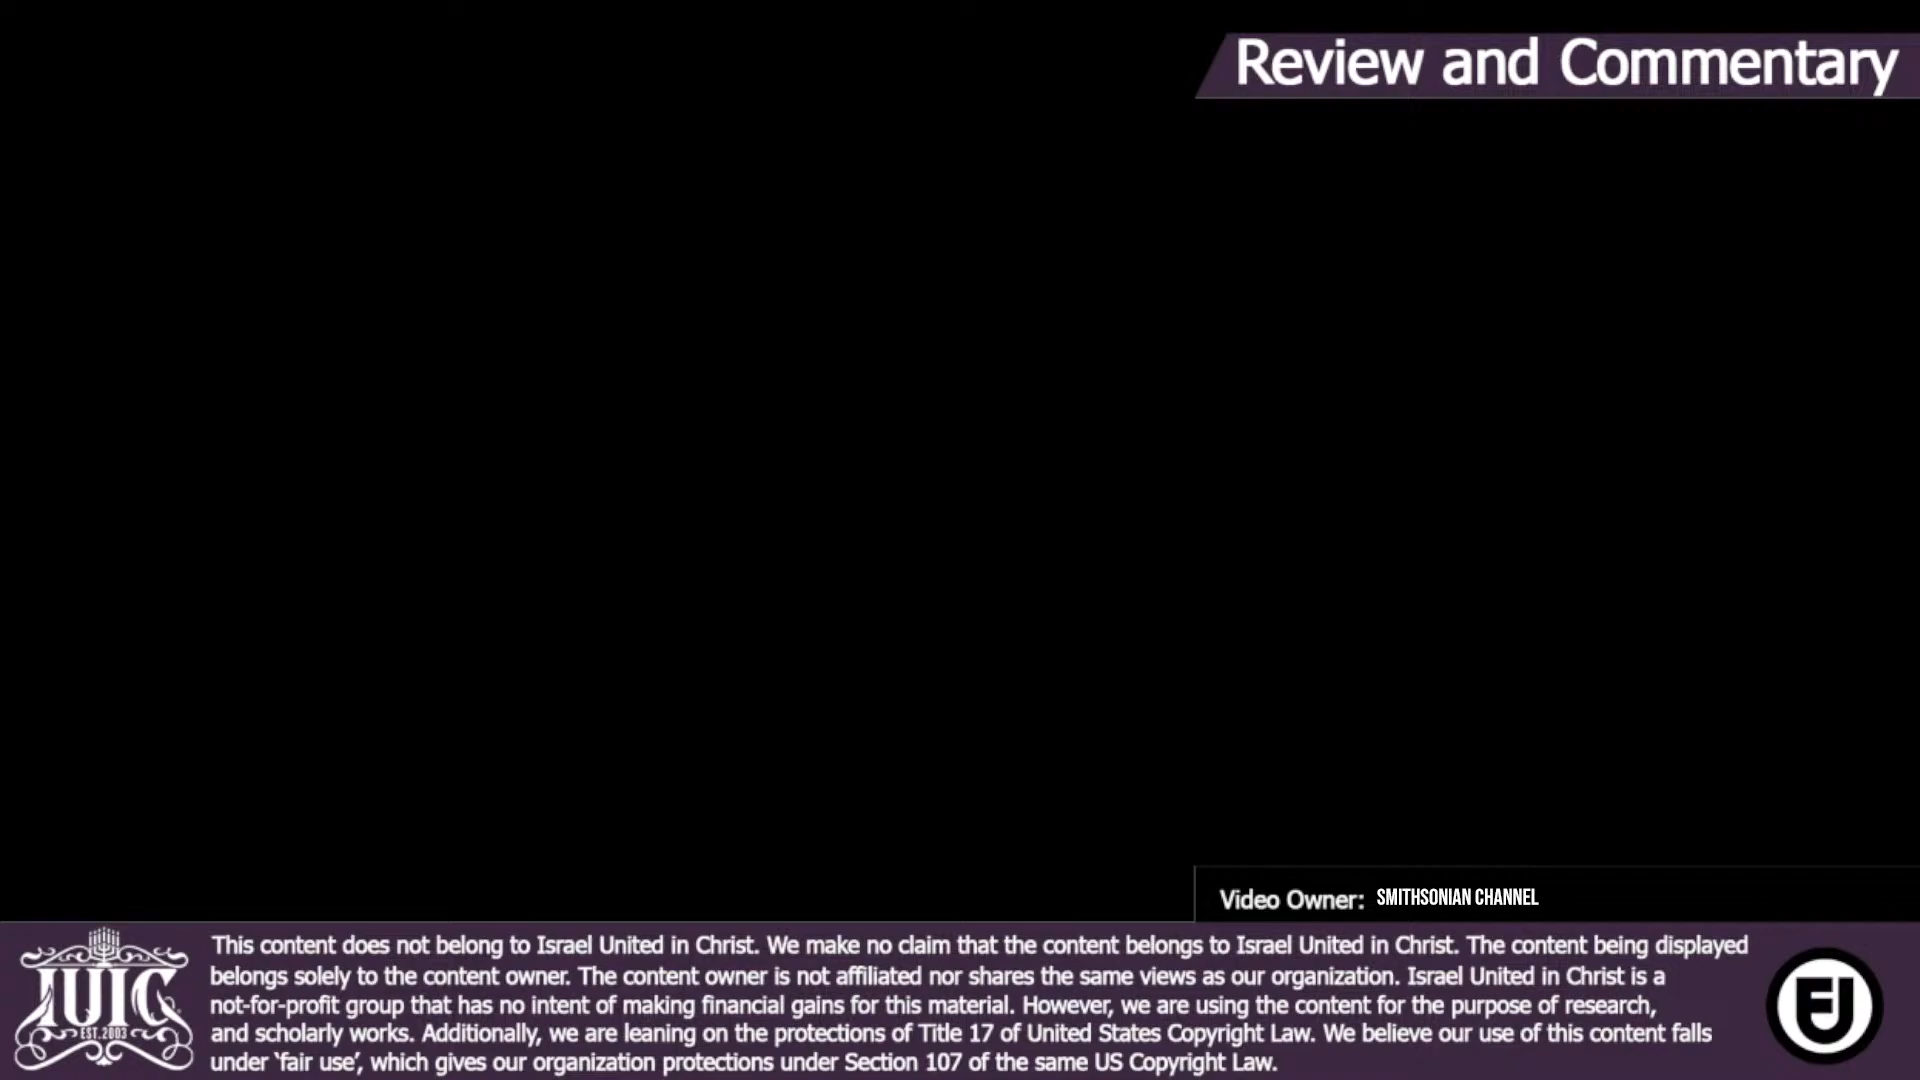 Review and Commentary
Video Owner: SMITHSONIAN CHANNEL
This content does not belong to Israel United in Christ. We make no claim that the content belongs to Israel United in Christ. The content being displayed
belongs solely to the content owner. The content owner is not affiliated nor shares the same views as our organization. Israel United in Christ is a
not-for-profit group that has no intent of making financial gains for this material. However, we are using the content for the purpose of research,
and scholarly works. Additionally, we are leaning on the protections of Title 17 of United States Copyright Law. We believe our use of this content falls
under 'fair use', which gives our organization protections under Section 107 of the same US Copyright Law.
IUIC
EST. 2003